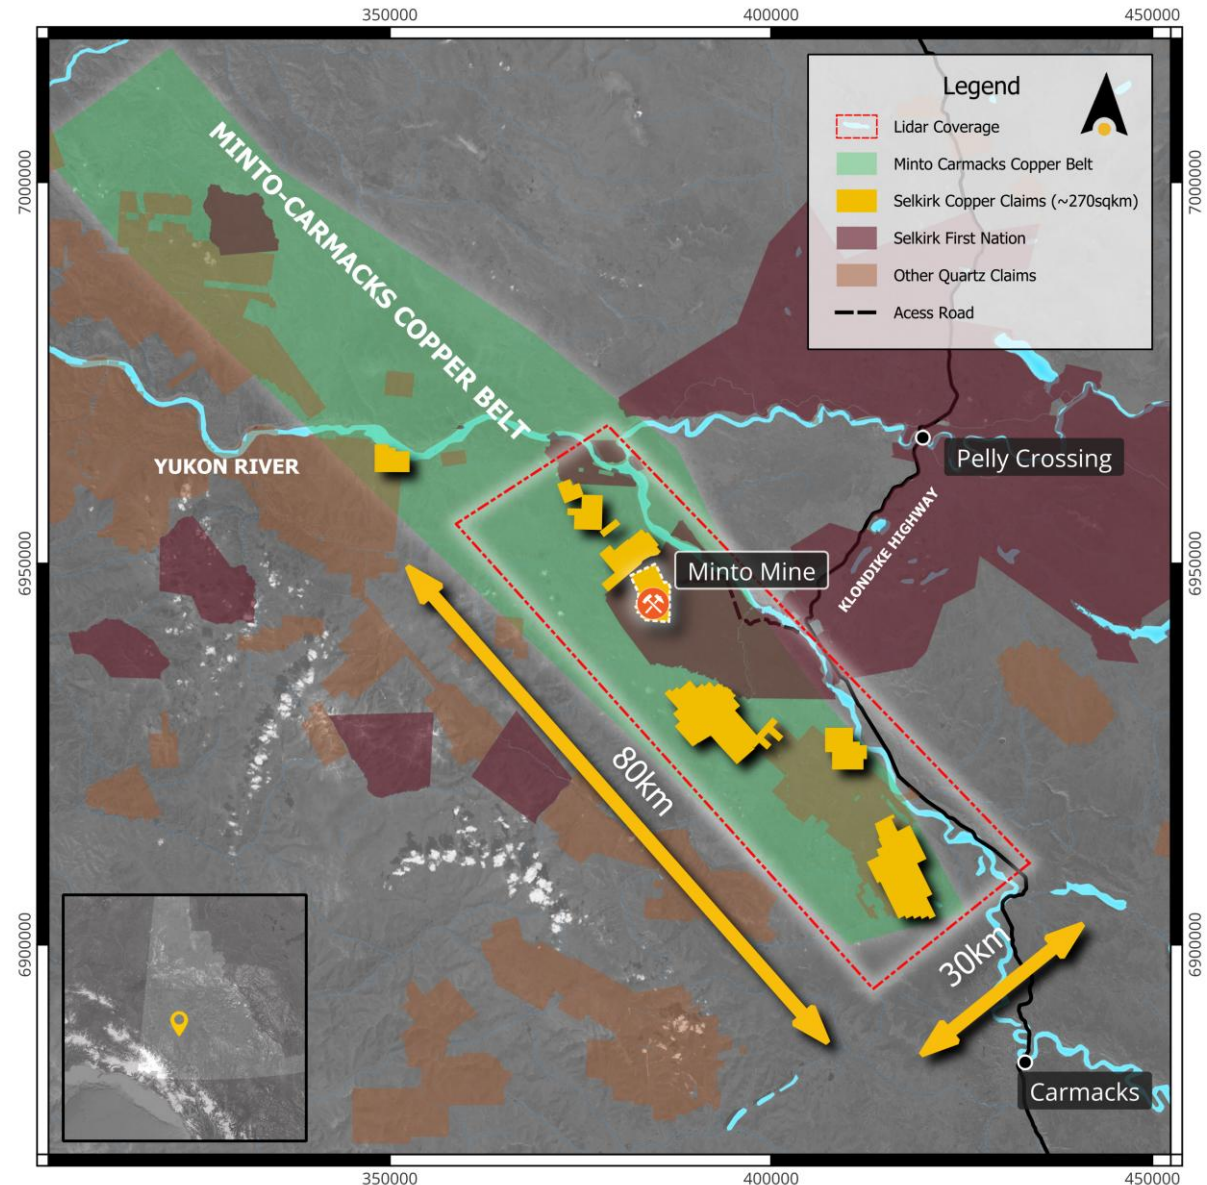 350000
400000
450000
7000000
7000000
Legend
Lidar Coverage
Minto Carmacks Copper Belt
Selkirk Copper Claims (~270sqkm)
Selkirk First Nation
Other Quartz Claims
Acess Road
MINTO-CARMACKS COPPER BELT
YUKON RIVER
Pelly Crossing
KLONDIKE HIGHWAY
Minto Mine
6950000
6950000
80km
30km
6900000
6900000
Carmacks
350000
400000
450000